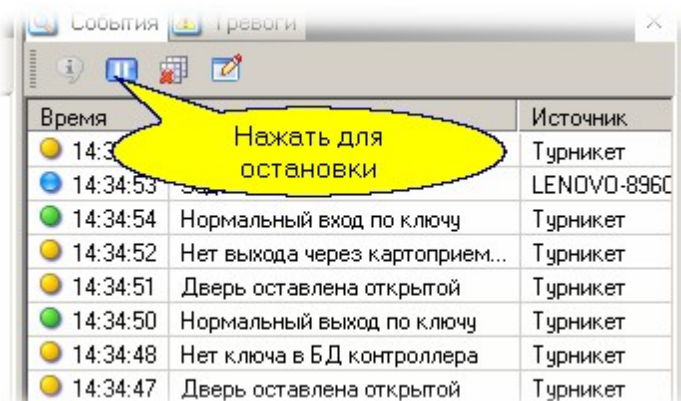 События Тревоги
Время Источник
Нажать для
остановки
Турникет
14:34:53 LENOVO-8960
14:34:54 Нормальный вход по ключу Турникет
14:34:52 Нет выхода через картоприем... Турникет
14:34:51 Дверь оставлена открытой Турникет
14:34:50 Нормальный выход по ключу Турникет
14:34:48 Нет ключа в БД контроллера Турникет
14:34:47 Дверь оставлена открытой Турникет